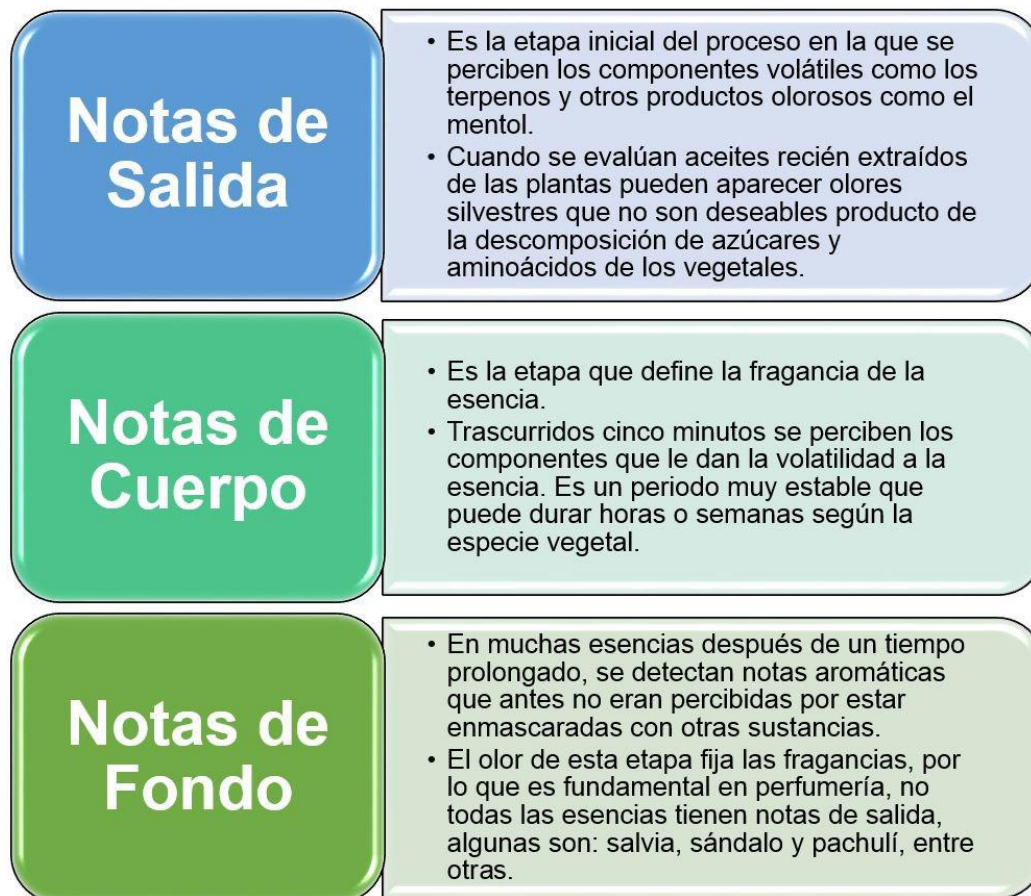 Notas de
Salida
• Es la etapa inicial del proceso en la que se
perciben los componentes volátiles como los
terpenos y otros productos olorosos como el
mentol.
• Cuando se evalúan aceites recién extraídos
de las plantas pueden aparecer olores
silvestres que no son deseables producto de
la descomposición de azúcares y
aminoácidos de los vegetales.
Notas de
Cuerpo
• Es la etapa que define la fragancia de la
esencia.
• Trascurridos cinco minutos se perciben los
componentes que le dan la volatilidad a la
esencia. Es un periodo muy estable que
puede durar horas o semanas según la
especie vegetal.
Notas de
Fondo
• En muchas esencias después de un tiempo
prolongado, se detectan notas aromáticas
que antes no eran percibidas por estar
enmascaradas con otras sustancias.
• El olor de esta etapa fija las fragancias, por
lo que es fundamental en perfumería, no
todas las esencias tienen notas de salida,
algunas son: salvia, sándalo y pachulí, entre
otras.